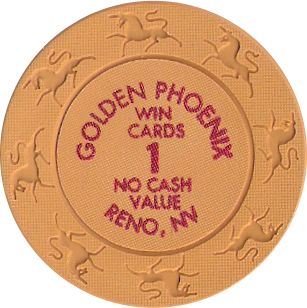 GOLDEN PHOENIX
WIN
CARDS
1
NO CASH
VALUE
RENO, NV